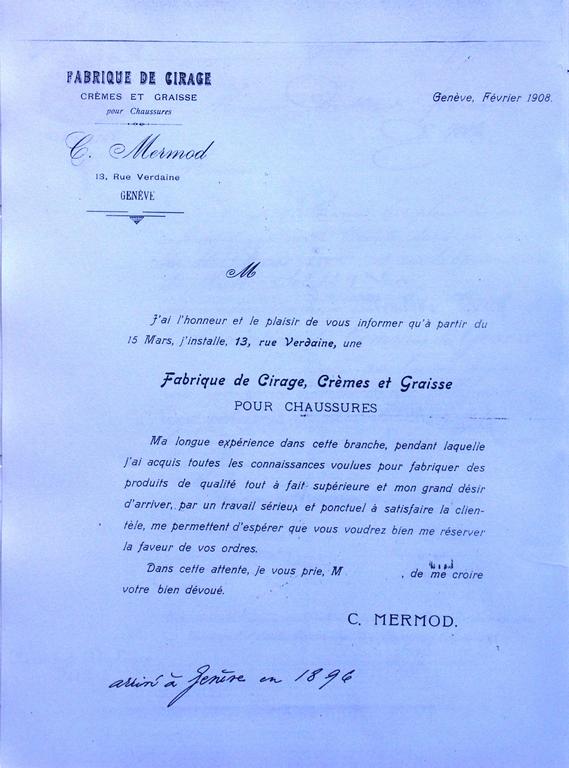 FABRIQUE DE CIRAGE
CRÈMES ET GRAISSE
pour Chaussures
C. Mermod
13, Rue Verdaine
GENÈVE
Genève, Février 1908.
M
J'ai l'honneur et le plaisir de vous informer qu'à partir du
15 Mars, j'installe, 13, rue Verdaine, une
Fabrique de Cirage, Crèmes et Graisse
POUR CHAUSSURES
Ma longue expérience dans cette branche, pendant laquelle
j'ai acquis toutes les connaissances voulues pour fabriquer des
produits de qualité tout à fait supérieure et mon grand désir
d'arriver, par un travail sérieux et ponctuel à satisfaire la clien-
tèle, me permettent d'espérer que vous voudrez bien me réserver
la faveur de vos ordres.
Dans cette attente, je vous prie, M , de me croire
votre bien dévoué.
C. MERMOD.
arrivé à Genève en 1896